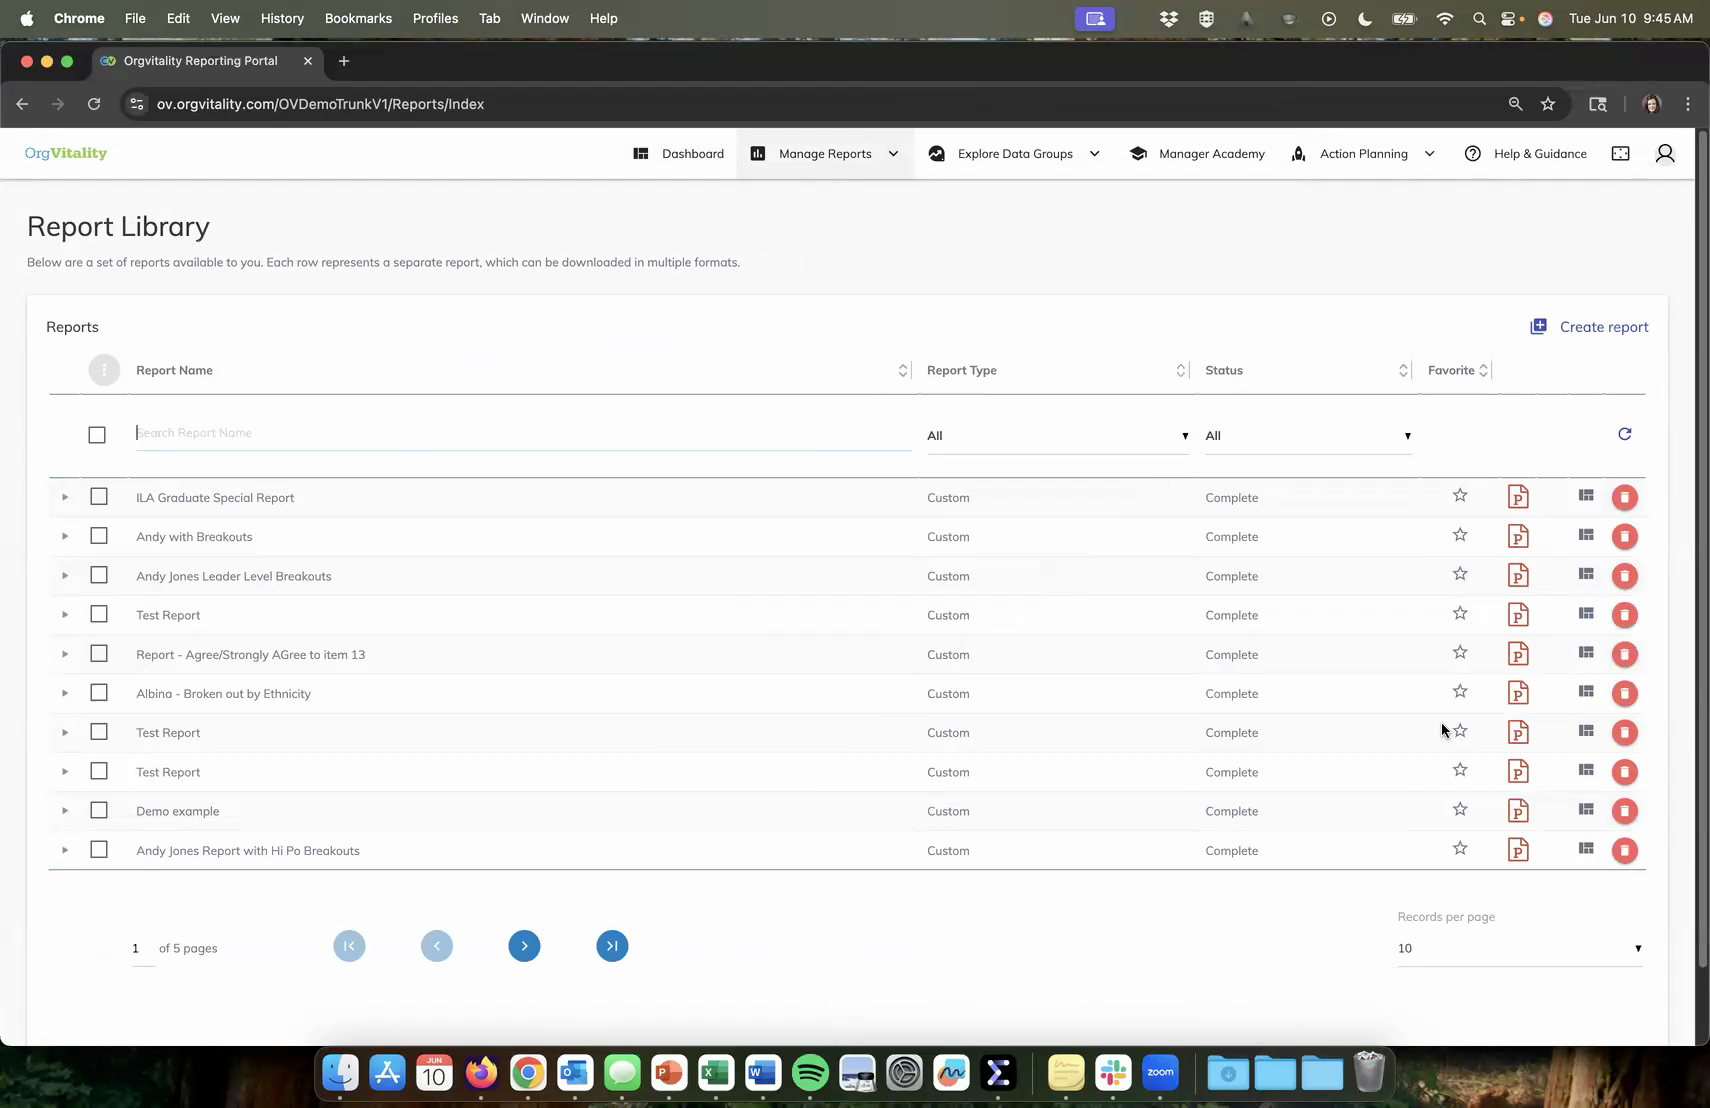 Chrome File Edit View History Bookmarks Profiles Tab Window Help Tue Jun 10 9:45 AM
Orgvitality Reporting Portal
ov.orgvitality.com/OVDemoTrunkV1/Reports/Index
OrgVitality Dashboard Manage Reports Explore Data Groups Manager Academy Action Planning Help & Guidance
Report Library
Below are a set of reports available to you. Each row represents a separate report, which can be downloaded in multiple formats.
Reports Create report
Report Name Report Type Status Favorite
Search Report Name All All
ILA Graduate Special Report Custom Complete
Andy with Breakouts Custom Complete
Andy Jones Leader Level Breakouts Custom Complete
Test Report Custom Complete
Report - Agree/Strongly AGree to item 13 Custom Complete
Albina - Broken out by Ethnicity Custom Complete
Test Report Custom Complete
Test Report Custom Complete
Demo example Custom Complete
Andy Jones Report with Hi Po Breakouts Custom Complete
Records per page
1 of 5 pages 10
JUN
10
zoom